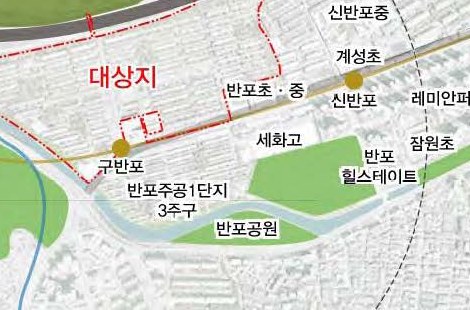 신반포중
계성초
대상지
반포초 · 중
신반포
레미안퍼
세화고
잠원초
구반포
반포
힐스테이트
반포주공1단지
3주구
반포공원